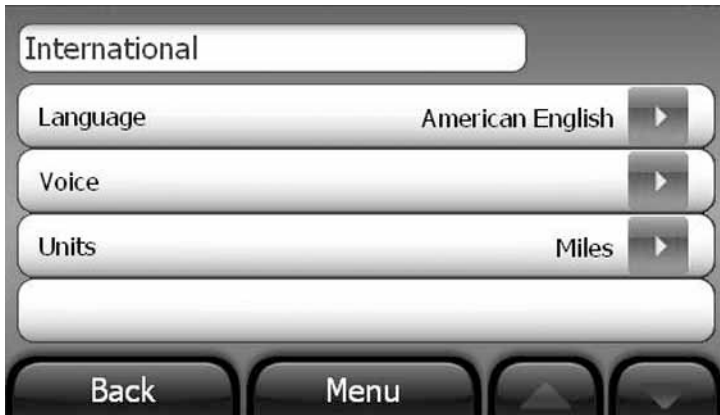 International
Language American English
Voice
Units Miles
Back Menu